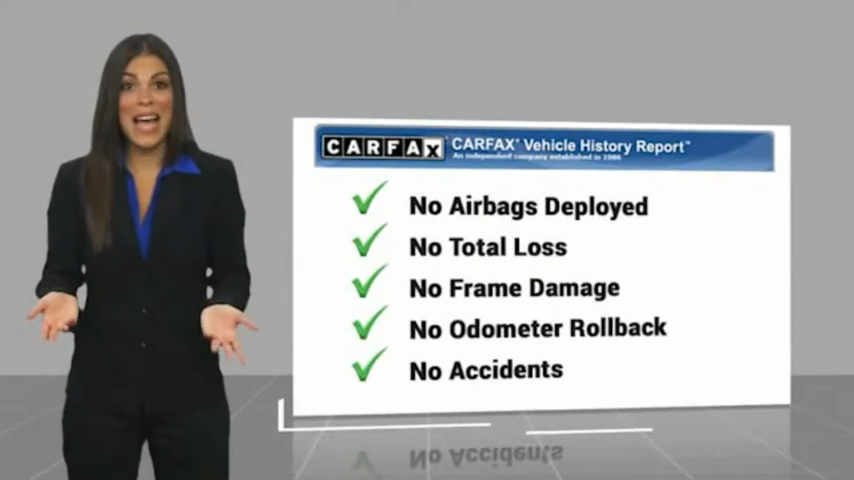 CARFAX CARFAX® Vehicle History Report™
An independent company established in 1986
No Airbags Deployed
No Total Loss
No Frame Damage
No Odometer Rollback
No Accidents
No Accidents